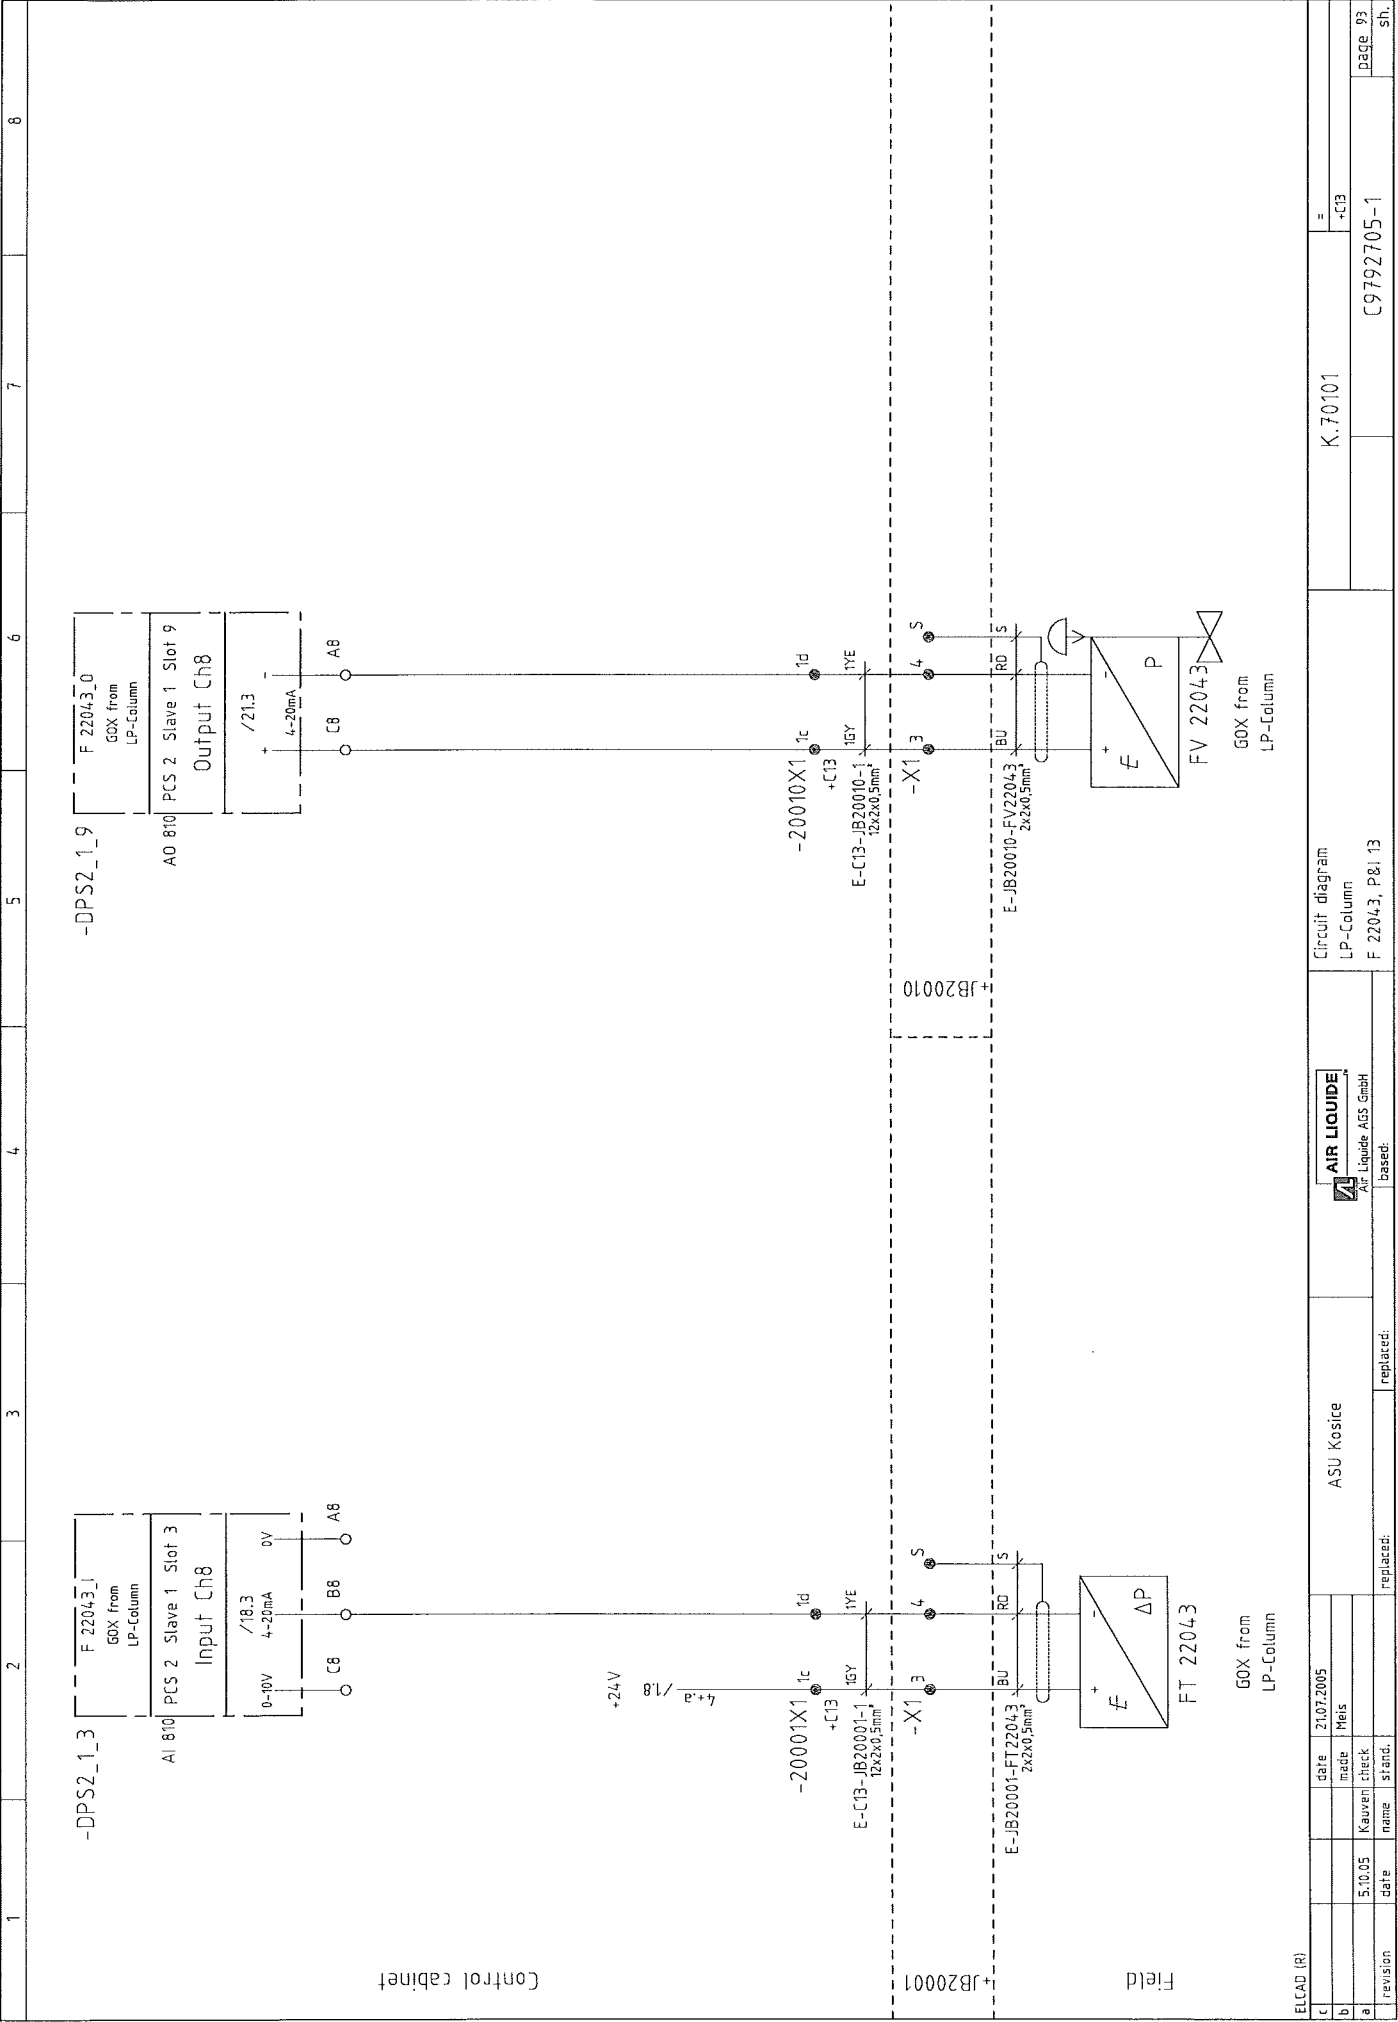 1 2 3 4 5 6 7 8
-DPS2_1_3
F 22043_I
GOX from
LP-Column
AI 810 PCS 2 Slave 1 Slot 3
Input Ch8
/18.3
0-10V 4-20mA 0V
C8 B8 A8
+24V
4+.a /1.8
-20001X1 1c 1d
+C13
E-C13-JB20001-1 1GY 1YE
12x2x0,5mm²
-X1 3 4 S
E-JB20001-FT22043 BU RD S
2x2x0,5mm²
+ -
E ΔP
FT 22043
GOX from
LP-Column
-DPS2_1_9
F 22043_O
GOX from
LP-Column
AO 810 PCS 2 Slave 1 Slot 9
Output Ch8
/21.3
+ -
4-20mA
C8 A8
-20010X1 1c 1d
+C13
E-C13-JB20010-1 1GY 1YE
12x2x0,5mm²
-X1 3 4 S
E-JB20010-FV22043 BU RD S
2x2x0,5mm²
+ -
E P
FV 22043
GOX from
LP-Column
Control cabinet
+JB20001
+JB20010
Field
ELCAD (R)
c
b
a 5.10.05 Kauven
revision date name
date 21.07.2005
made Meis
check
stand.
ASU Kosice
replaced: replaced: based:
AIR LIQUIDE
Air Liquide AGS GmbH
Circuit diagram
LP-Column
F 22043, P&I 13
K.70101
=
+C13
C9792705-1
page 93
sh.